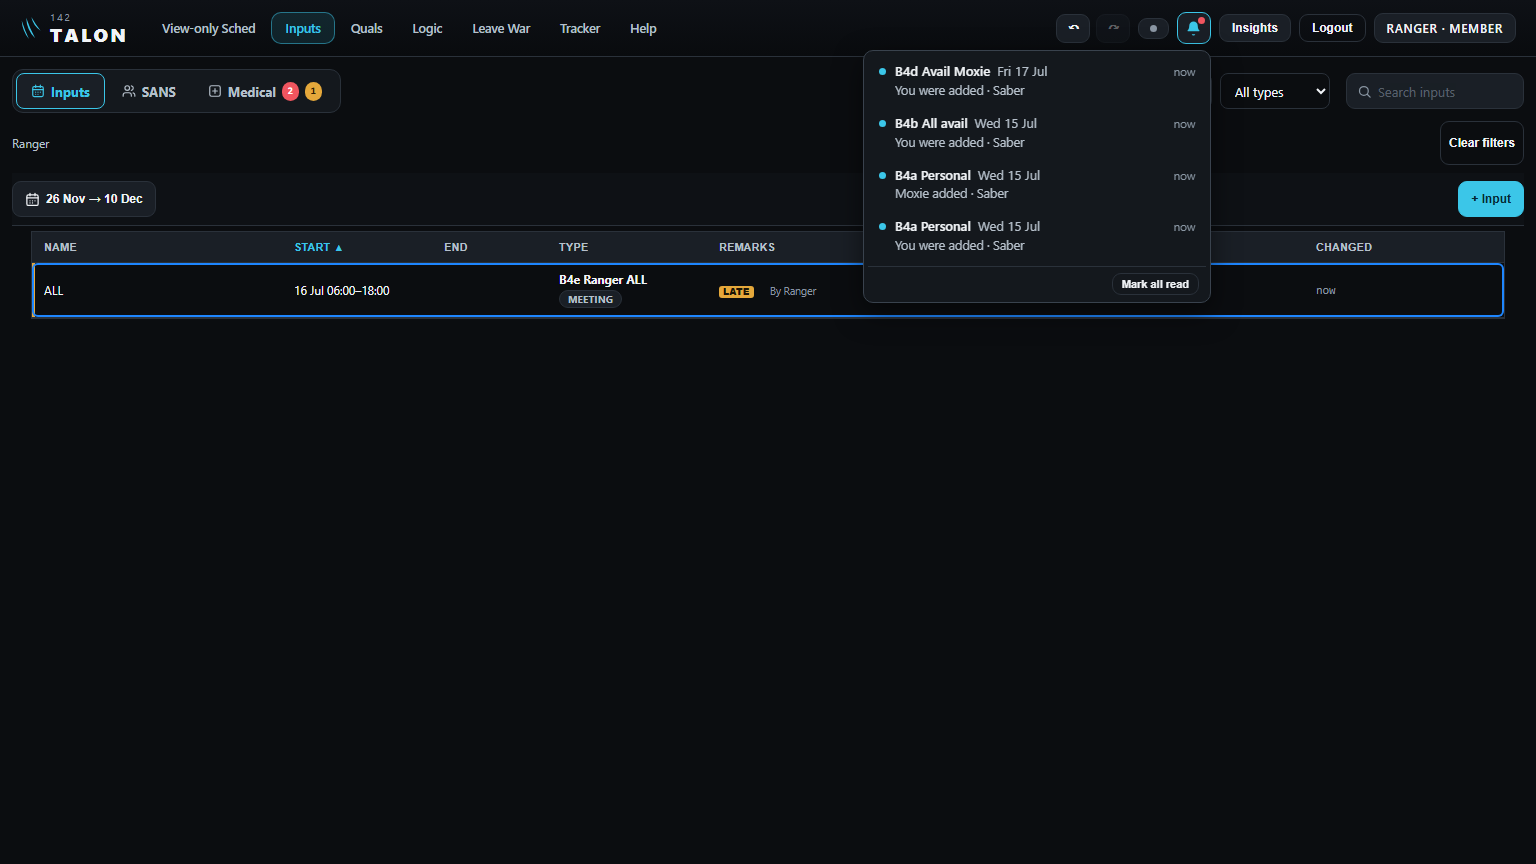 142
TALON
View-only Sched
Inputs
Quals
Logic
Leave War
Tracker
Help
Insights
Logout
RANGER · MEMBER
Inputs
SANS
Medical 2 1
All types
Search inputs
Ranger
Clear filters
26 Nov → 10 Dec
+ Input
B4d Avail Moxie Fri 17 Jul now
You were added · Saber
B4b All avail Wed 15 Jul now
You were added · Saber
B4a Personal Wed 15 Jul now
Moxie added · Saber
B4a Personal Wed 15 Jul now
You were added · Saber
Mark all read
NAME START ▲ END TYPE REMARKS CHANGED
ALL 16 Jul 06:00–18:00 B4e Ranger ALL
MEETING
LATE By Ranger now